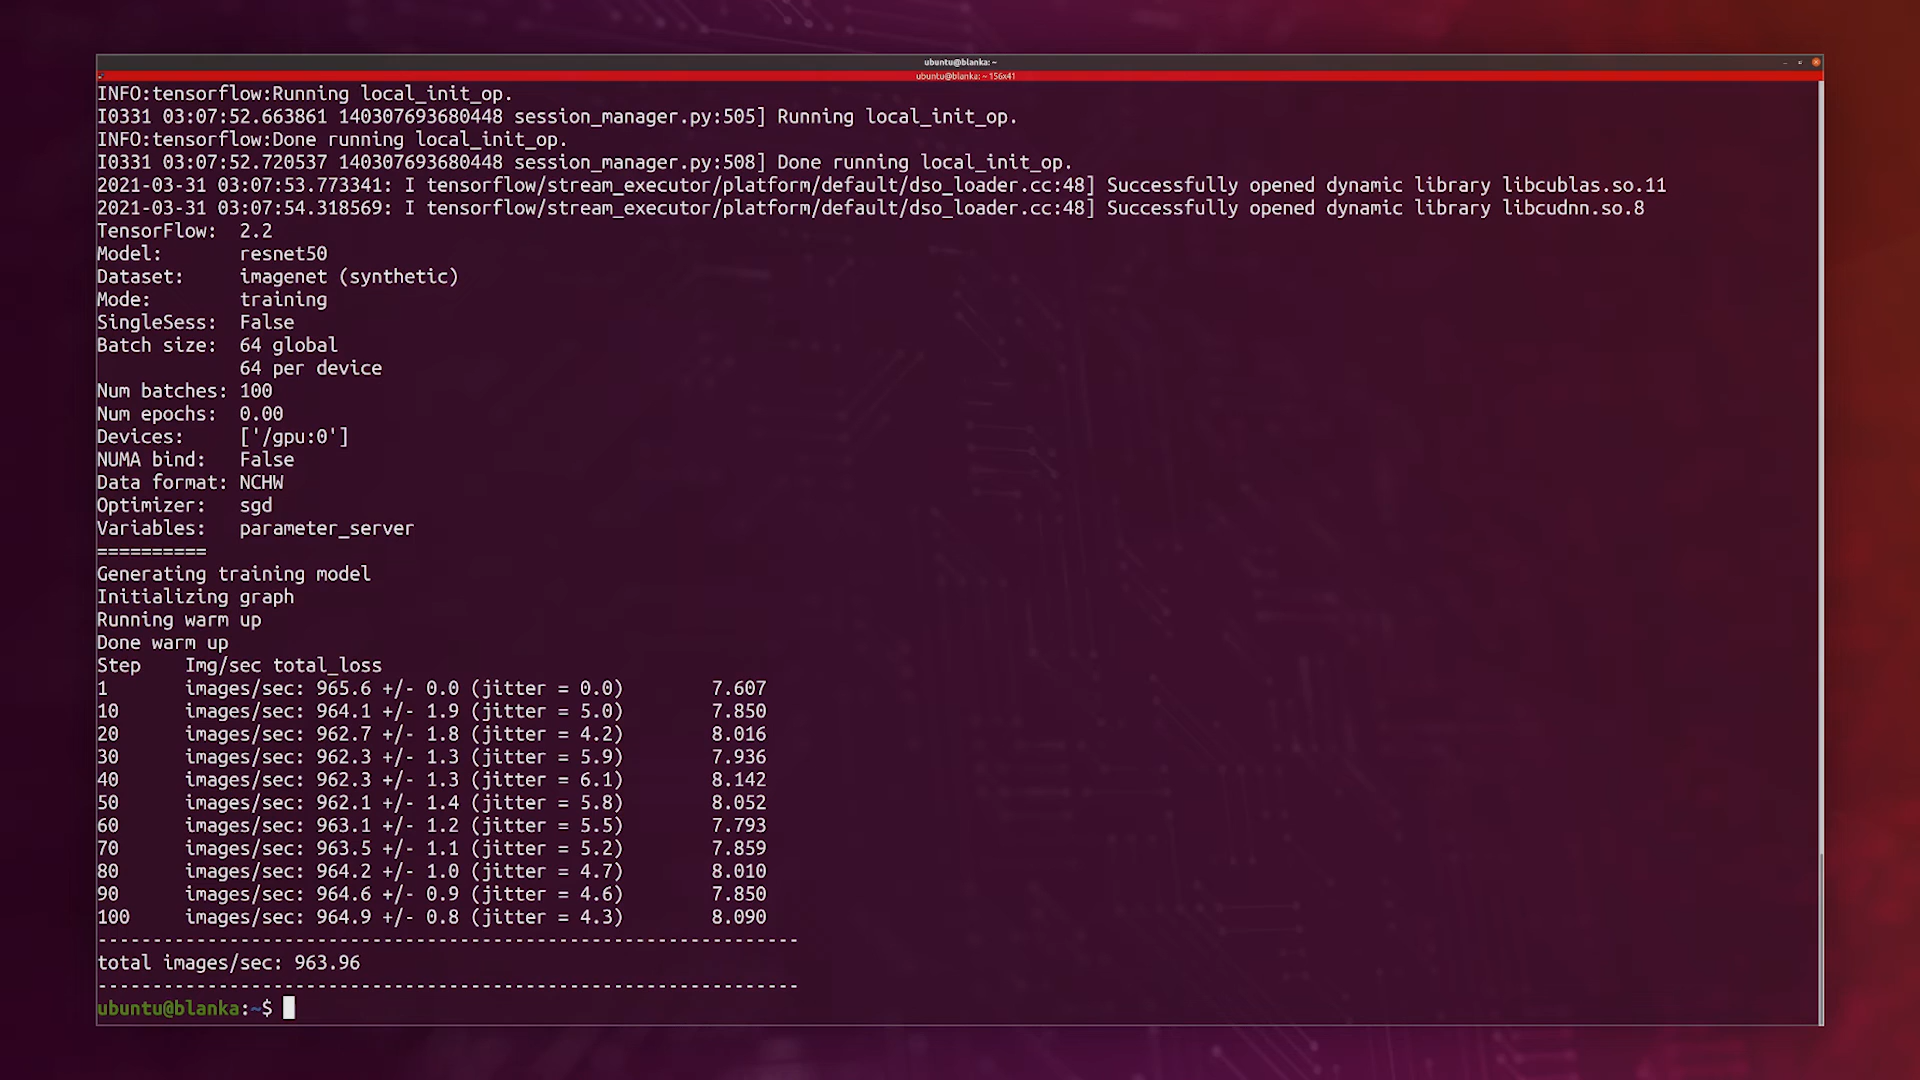 ubuntu@blanka: ~
ubuntu@blanka: ~ 156x41
INFO:tensorflow:Running local_init_op.
I0331 03:07:52.663861 140307693680448 session_manager.py:505] Running local_init_op.
INFO:tensorflow:Done running local_init_op.
I0331 03:07:52.720537 140307693680448 session_manager.py:508] Done running local_init_op.
2021-03-31 03:07:53.773341: I tensorflow/stream_executor/platform/default/dso_loader.cc:48] Successfully opened dynamic library libcublas.so.11
2021-03-31 03:07:54.318569: I tensorflow/stream_executor/platform/default/dso_loader.cc:48] Successfully opened dynamic library libcudnn.so.8
TensorFlow:  2.2
Model:       resnet50
Dataset:     imagenet (synthetic)
Mode:        training
SingleSess:  False
Batch size:  64 global
             64 per device
Num batches: 100
Num epochs:  0.00
Devices:     ['/gpu:0']
NUMA bind:   False
Data format: NCHW
Optimizer:   sgd
Variables:   parameter_server
==========
Generating training model
Initializing graph
Running warm up
Done warm up
Step    Img/sec total_loss
1       images/sec: 965.6 +/- 0.0 (jitter = 0.0)        7.607
10      images/sec: 964.1 +/- 1.9 (jitter = 5.0)        7.850
20      images/sec: 962.7 +/- 1.8 (jitter = 4.2)        8.016
30      images/sec: 962.3 +/- 1.3 (jitter = 5.9)        7.936
40      images/sec: 962.3 +/- 1.3 (jitter = 6.1)        8.142
50      images/sec: 962.1 +/- 1.4 (jitter = 5.8)        8.052
60      images/sec: 963.1 +/- 1.2 (jitter = 5.5)        7.793
70      images/sec: 963.5 +/- 1.1 (jitter = 5.2)        7.859
80      images/sec: 964.2 +/- 1.0 (jitter = 4.7)        8.010
90      images/sec: 964.6 +/- 0.9 (jitter = 4.6)        7.850
100     images/sec: 964.9 +/- 0.8 (jitter = 4.3)        8.090
----------------------------------------------------------------
total images/sec: 963.96
----------------------------------------------------------------
ubuntu@blanka:~$